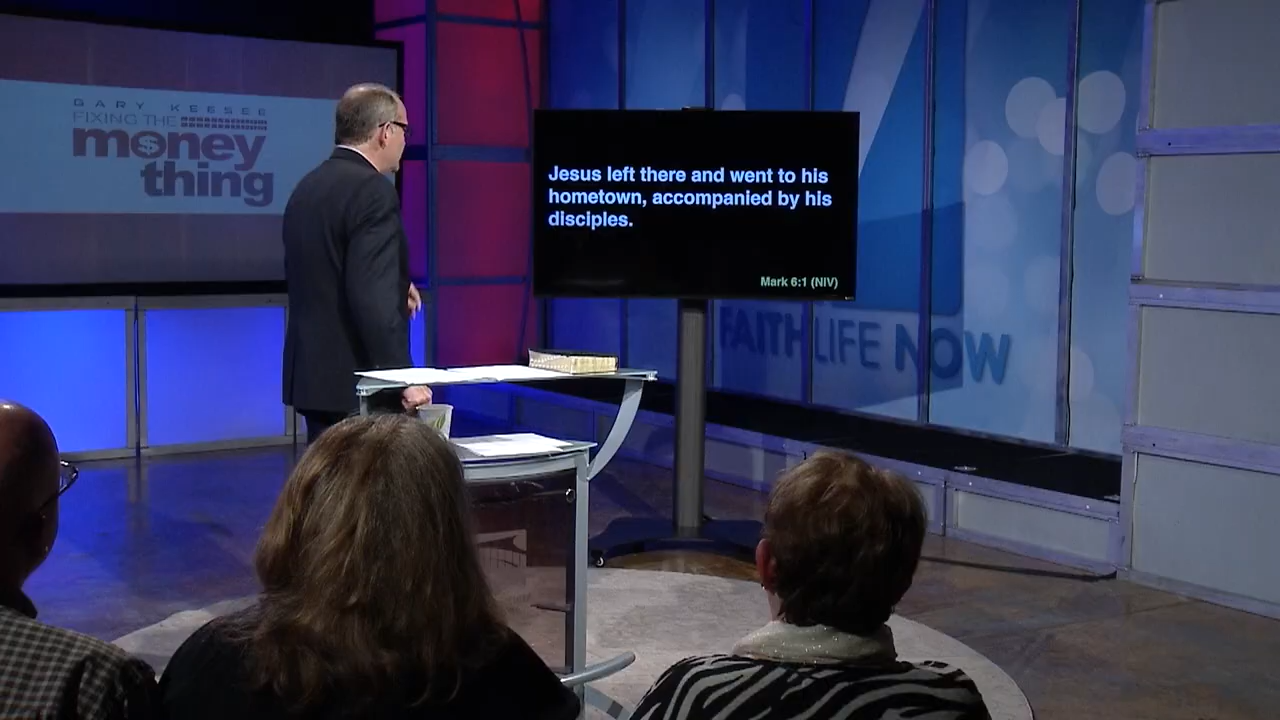 GARY KEESEE
FIXING THE
money
thing
Jesus left there and went to his
hometown, accompanied by his
disciples.
Mark 6:1 (NIV)
FAITH LIFE NOW